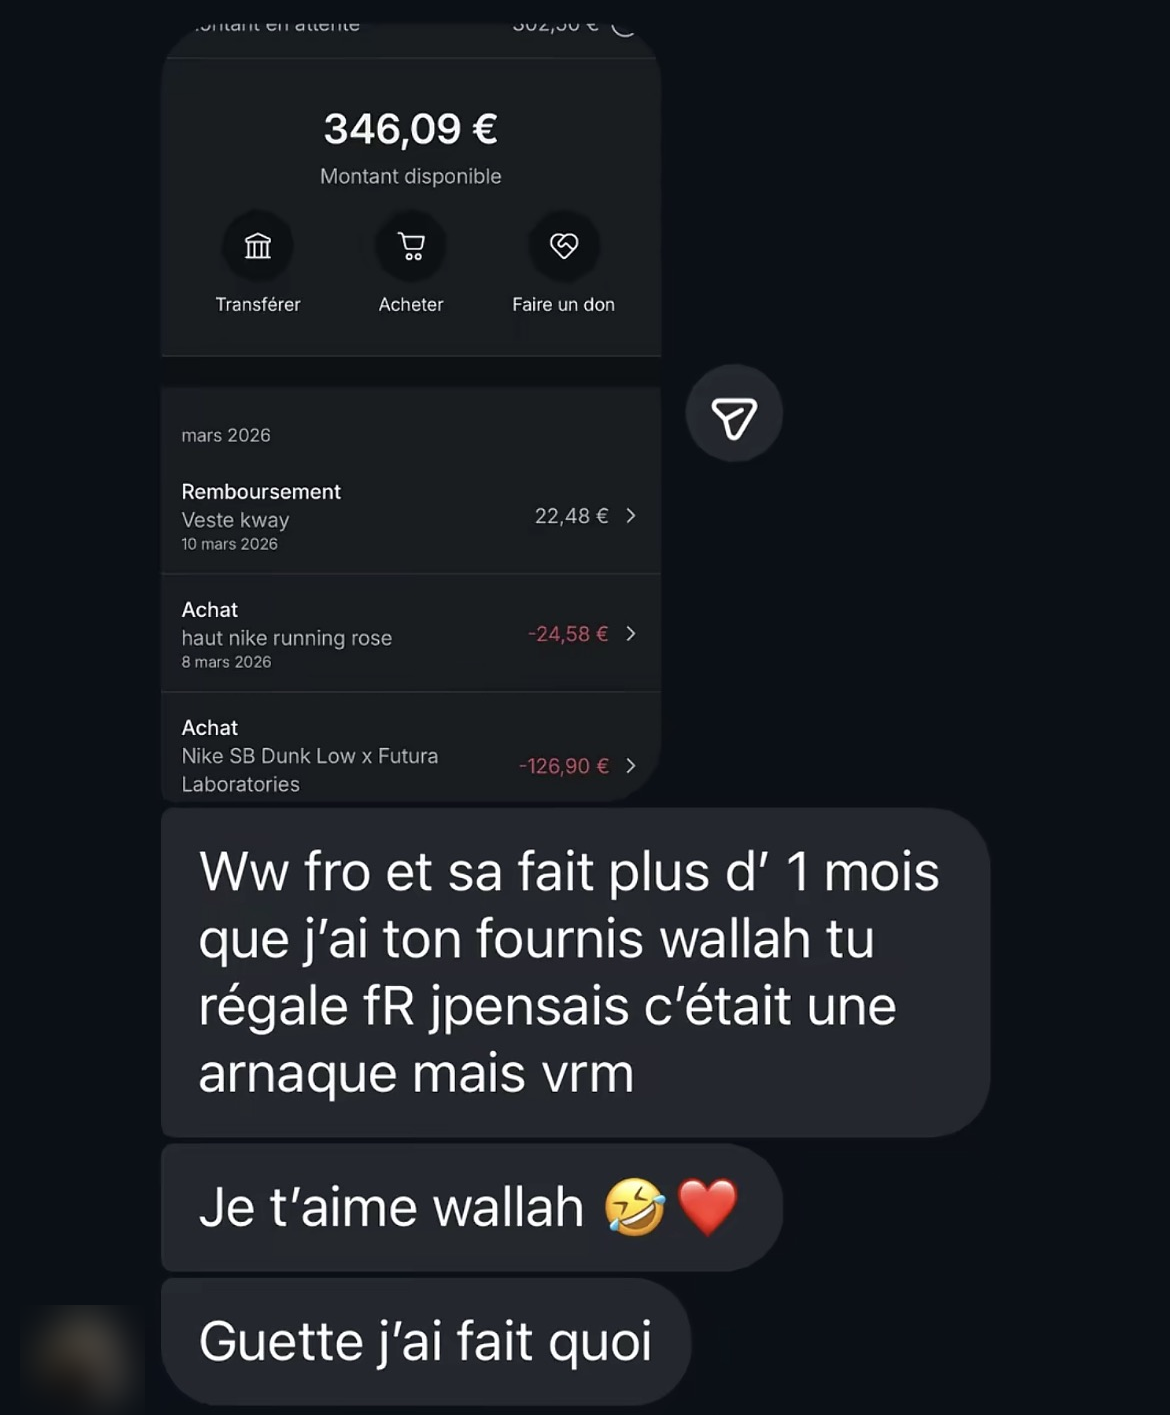 302,50 €
346,09 €
Montant disponible
Transférer Acheter Faire un don
mars 2026
Remboursement
Veste kway
10 mars 2026
22,48 €
Achat
haut nike running rose
8 mars 2026
-24,58 €
Achat
Nike SB Dunk Low x Futura
Laboratories
-126,90 €
Ww fro et sa fait plus d’ 1 mois
que j’ai ton fournis wallah tu
régale fR jpensais c’était une
arnaque mais vrm
Je t’aime wallah 🤣❤️
Guette j’ai fait quoi